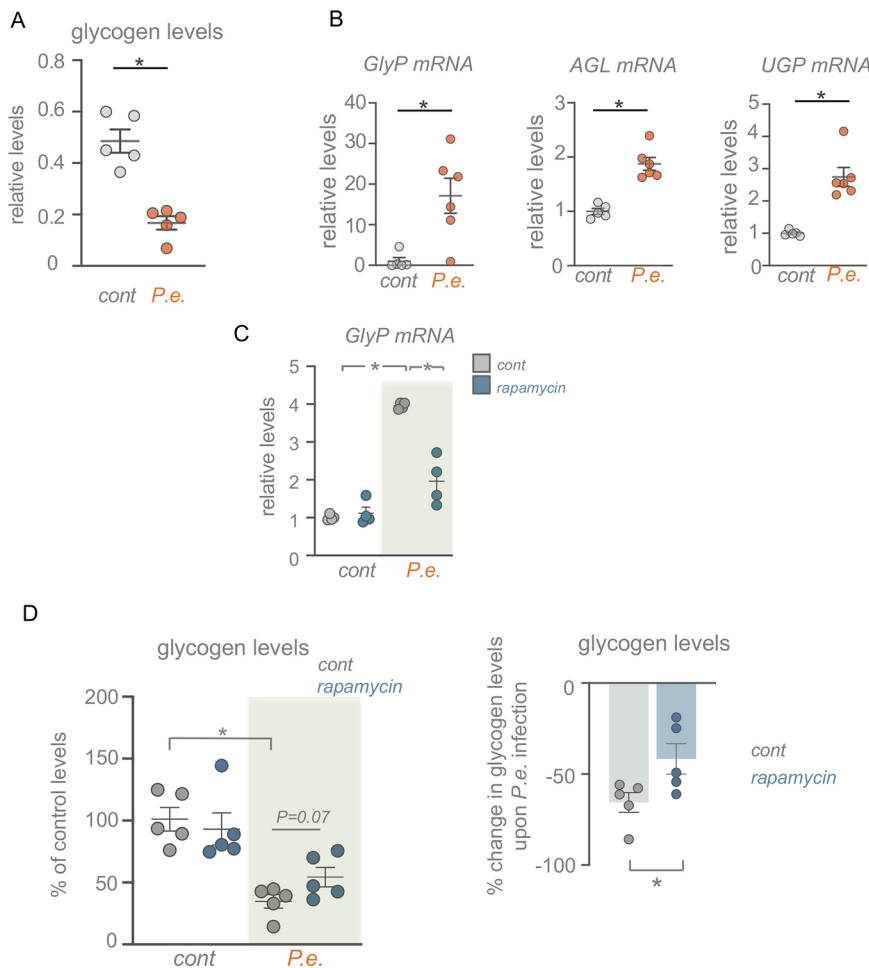 A
glycogen levels
*
relative levels
0.8
0.6
0.4
0.2
0
cont P.e.
B
GlyP mRNA
*
relative levels
40
30
20
10
0
cont P.e.
AGL mRNA
*
relative levels
3
2
1
0
cont P.e.
UGP mRNA
*
relative levels
5
4
3
2
1
0
cont P.e.
C
GlyP mRNA
* *
relative levels
5
4
3
2
1
0
cont P.e.
cont
rapamycin
D
glycogen levels
cont
rapamycin
% of control levels
200
150
100
50
0
*
P=0.07
cont P.e.
glycogen levels
% change in glycogen levels
upon P.e. infection
0
-50
-100
*
cont
rapamycin